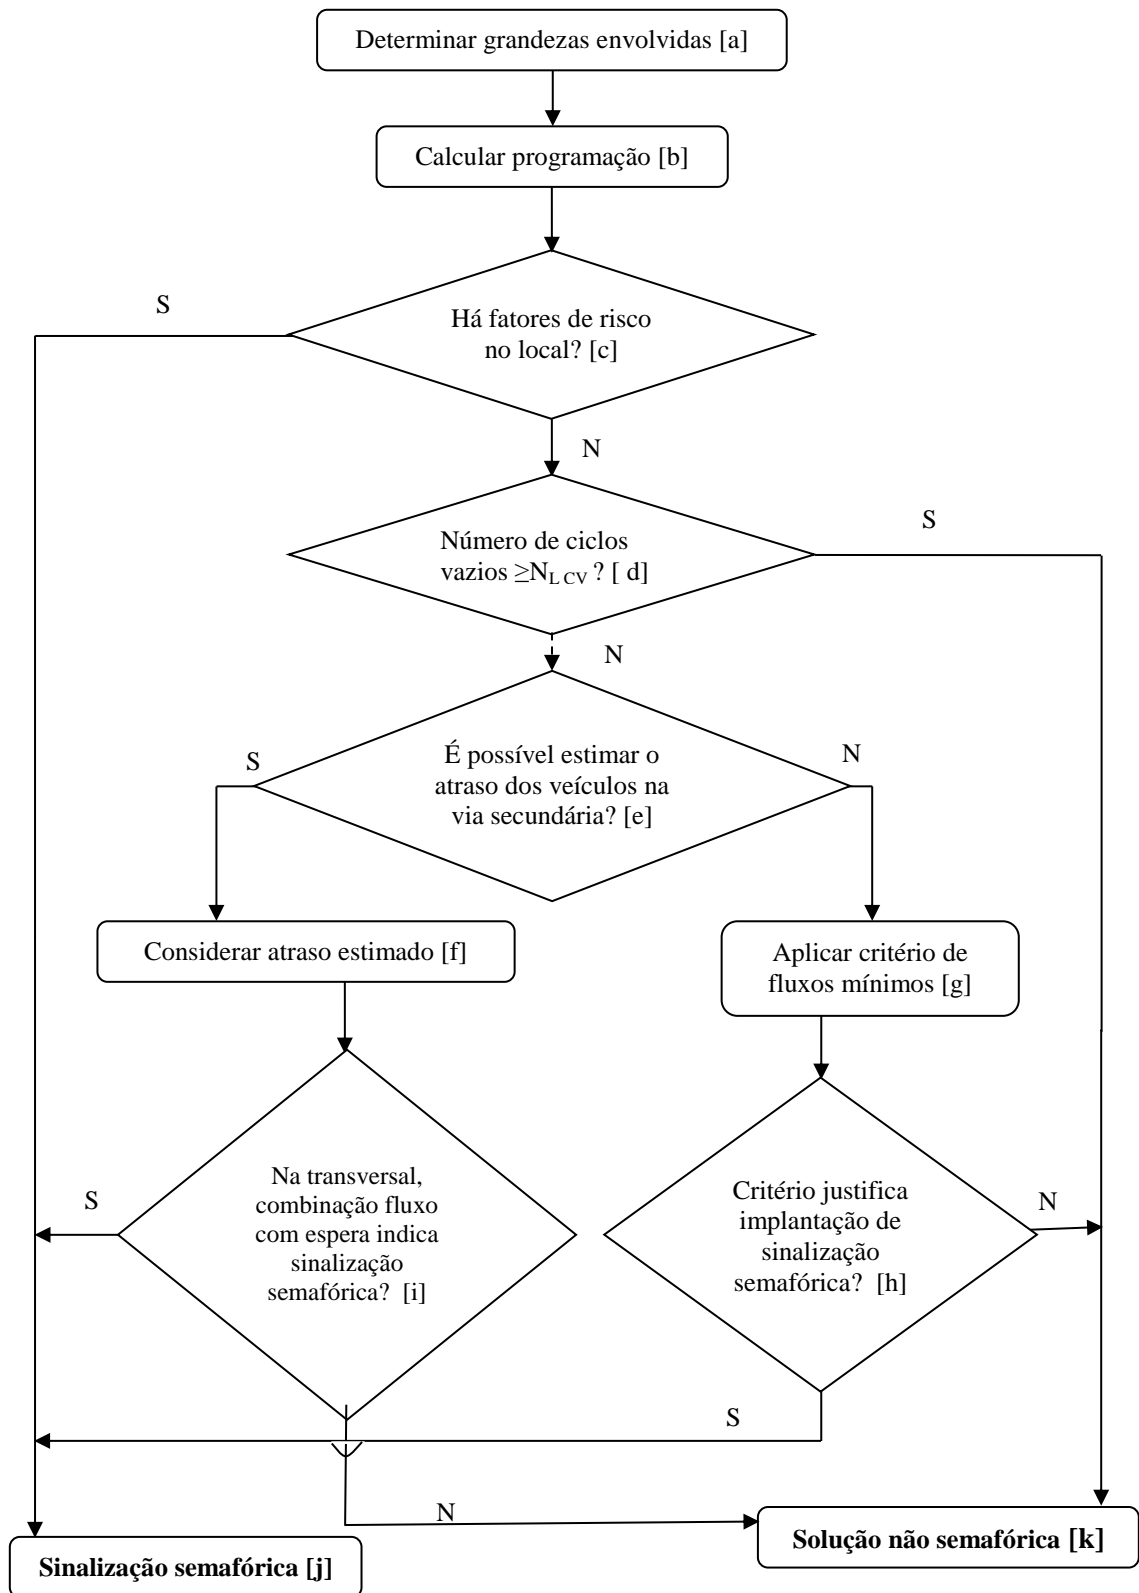 Determinar grandezas envolvidas [a]
Calcular programação [b]
S
Há fatores de risco
no local? [c]
N
S
Número de ciclos
vazios ≥N_L CV ? [ d]
N
S
É possível estimar o
atraso dos veículos na
via secundária? [e]
N
Considerar atraso estimado [f]
Aplicar critério de
fluxos mínimos [g]
S
Na transversal,
combinação fluxo
com espera indica
sinalização
semafórica? [i]
Critério justifica
implantação de
sinalização
semafórica? [h]
N
S
N
Sinalização semafórica [j]
Solução não semafórica [k]